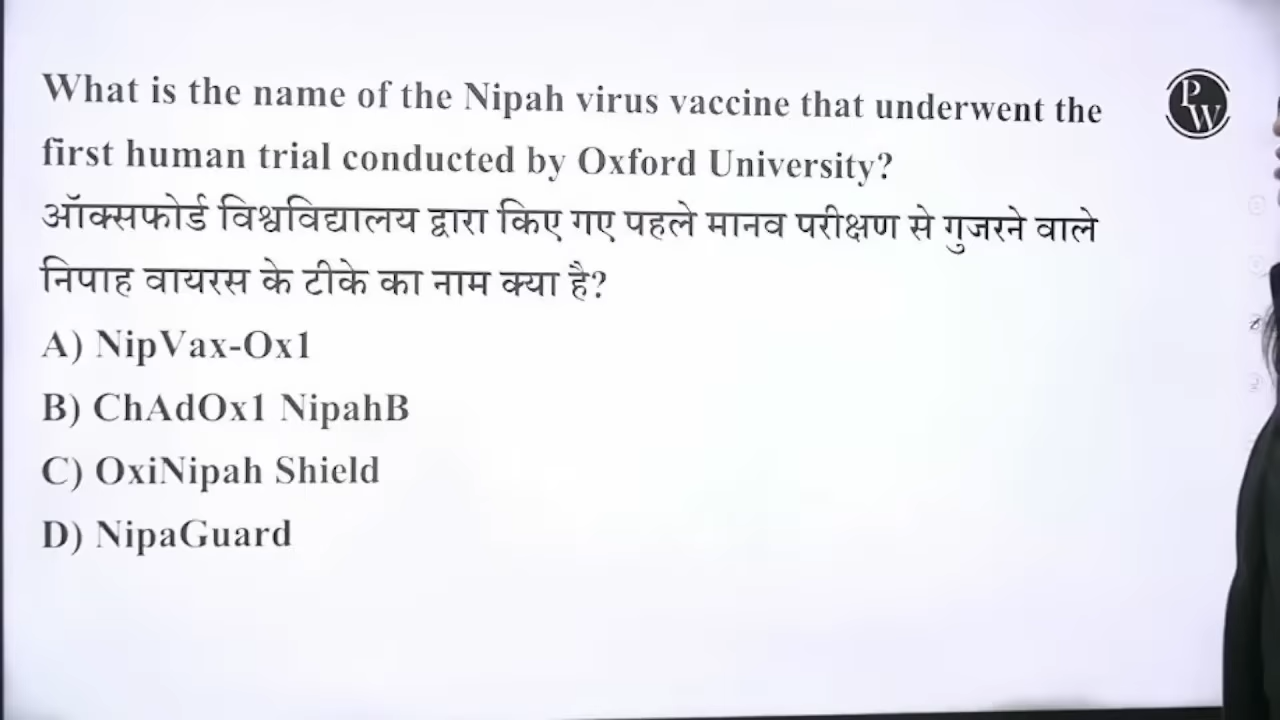 What is the name of the Nipah virus vaccine that underwent the
first human trial conducted by Oxford University?
ऑक्सफोर्ड विश्वविद्यालय द्वारा किए गए पहले मानव परीक्षण से गुजरने वाले
निपाह वायरस के टीके का नाम क्या है?
A) NipVax-Ox1
B) ChAdOx1 NipahB
C) OxiNipah Shield
D) NipaGuard
PW